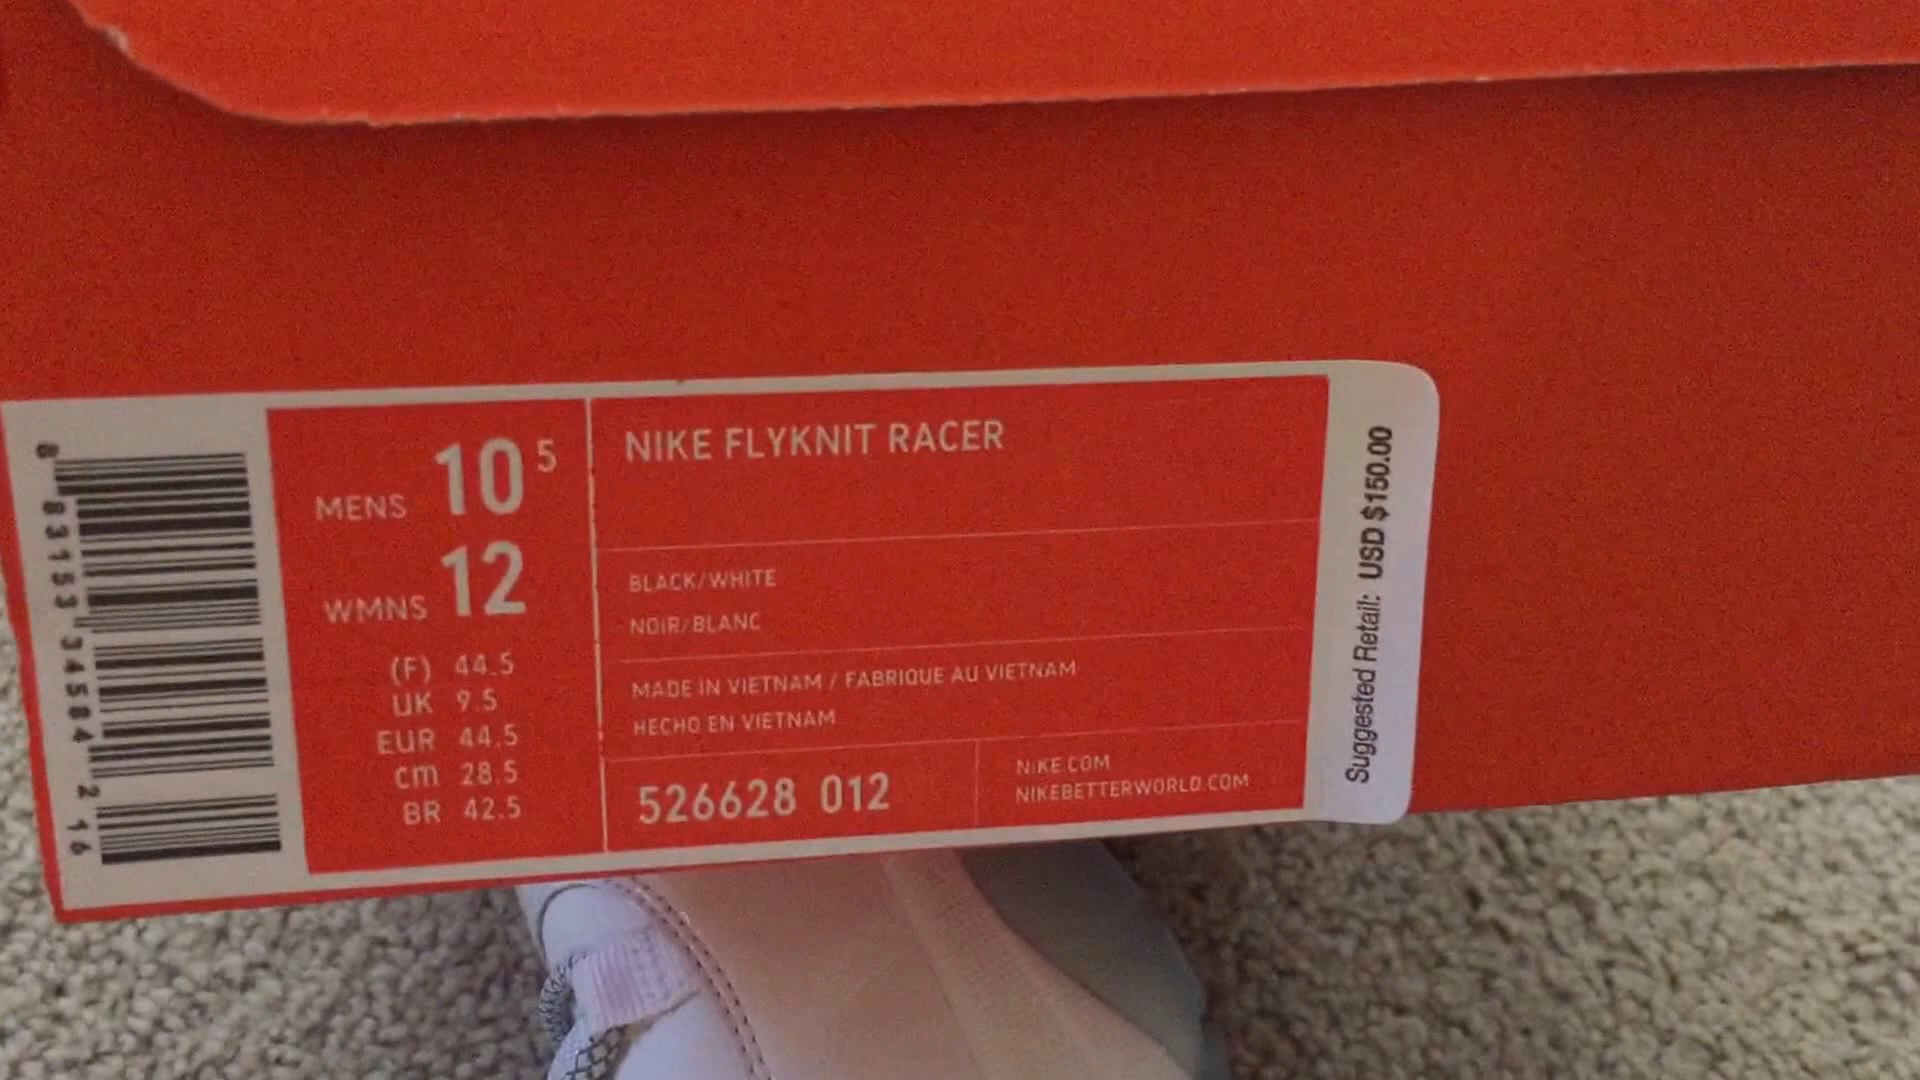 8 83153 34584 2 16
MENS 10 5
WMNS 12
(F) 44.5
UK 9.5
EUR 44.5
cm 28.5
BR 42.5
NIKE FLYKNIT RACER
BLACK/WHITE
NOIR/BLANC
MADE IN VIETNAM / FABRIQUE AU VIETNAM
HECHO EN VIETNAM
526628 012
NIKE.COM
NIKEBETTERWORLD.COM
Suggested Retail: USD $150.00